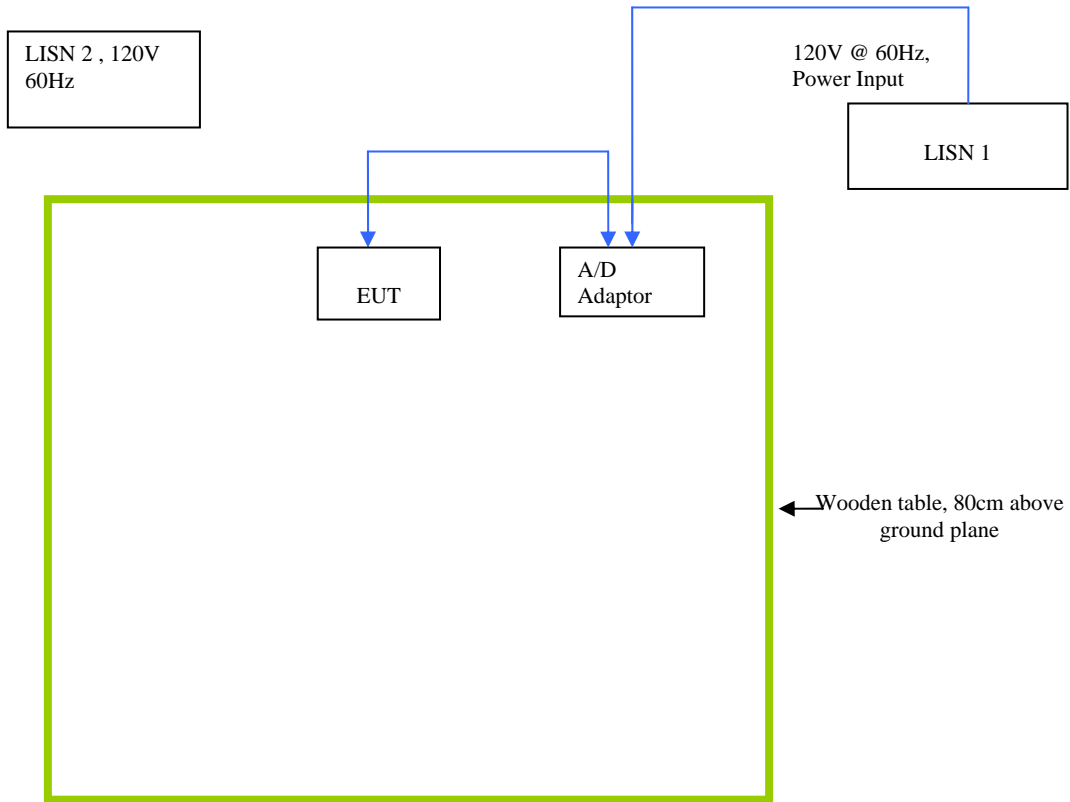 LISN 2 , 120V
60Hz
120V @ 60Hz,
Power Input
LISN 1
EUT
A/D
Adaptor
Wooden table, 80cm above
ground plane